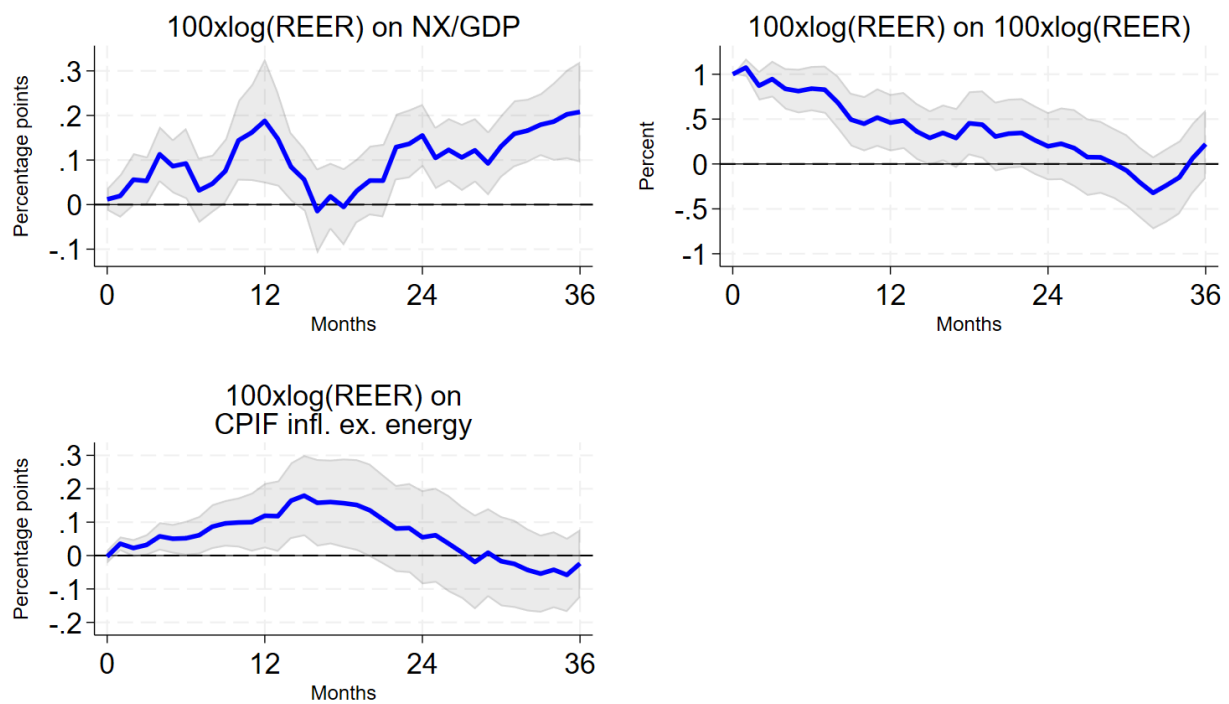 100xlog(REER) on NX/GDP
Percentage points
.3
.2
.1
0
-.1
0 12 24 36
Months
100xlog(REER) on 100xlog(REER)
Percent
1
.5
0
-.5
-1
0 12 24 36
Months
100xlog(REER) on
CPIF infl. ex. energy
Percentage points
.3
.2
.1
0
-.1
-.2
0 12 24 36
Months